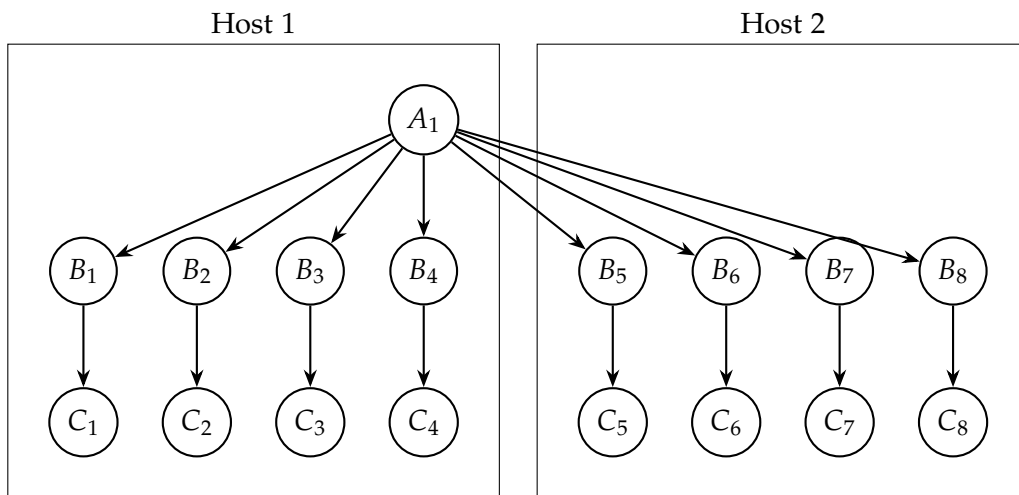 Host 1
Host 2
A₁
B₁ B₂ B₃ B₄ B₅ B₆ B₇ B₈
C₁ C₂ C₃ C₄ C₅ C₆ C₇ C₈